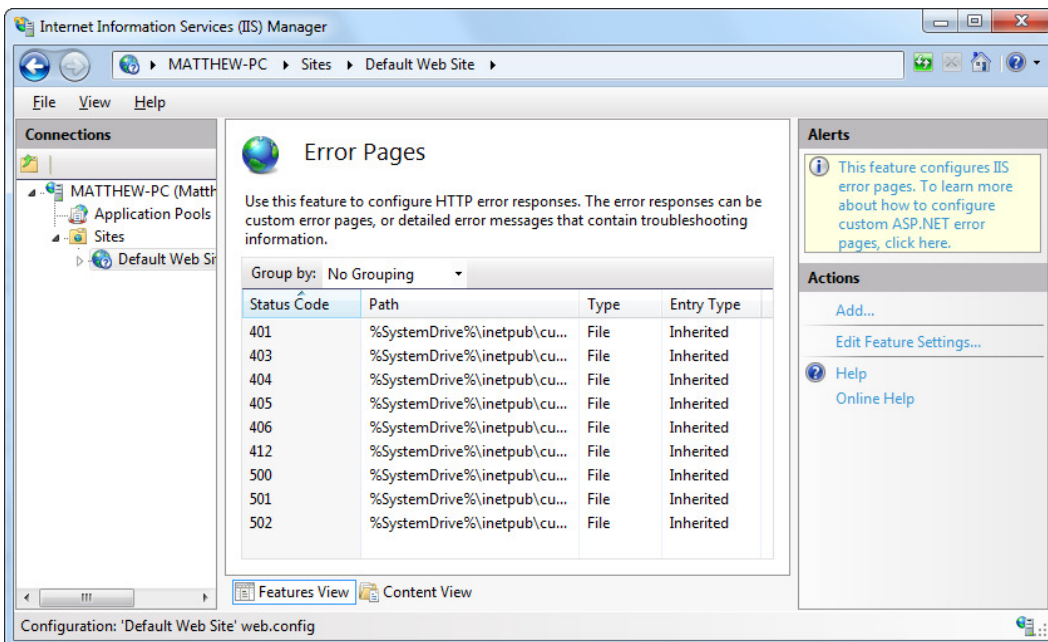 Internet Information Services (IIS) Manager
MATTHEW-PC Sites Default Web Site
File View Help
Connections
MATTHEW-PC (Matth
Application Pools
Sites
Default Web Si
Error Pages
Use this feature to configure HTTP error responses. The error responses can be
custom error pages, or detailed error messages that contain troubleshooting
information.
Group by: No Grouping
Status Code Path Type Entry Type
401 %SystemDrive%\inetpub\cu... File Inherited
403 %SystemDrive%\inetpub\cu... File Inherited
404 %SystemDrive%\inetpub\cu... File Inherited
405 %SystemDrive%\inetpub\cu... File Inherited
406 %SystemDrive%\inetpub\cu... File Inherited
412 %SystemDrive%\inetpub\cu... File Inherited
500 %SystemDrive%\inetpub\cu... File Inherited
501 %SystemDrive%\inetpub\cu... File Inherited
502 %SystemDrive%\inetpub\cu... File Inherited
Features View Content View
Alerts
This feature configures IIS
error pages. To learn more
about how to configure
custom ASP.NET error
pages, click here.
Actions
Add...
Edit Feature Settings...
Help
Online Help
Configuration: 'Default Web Site' web.config